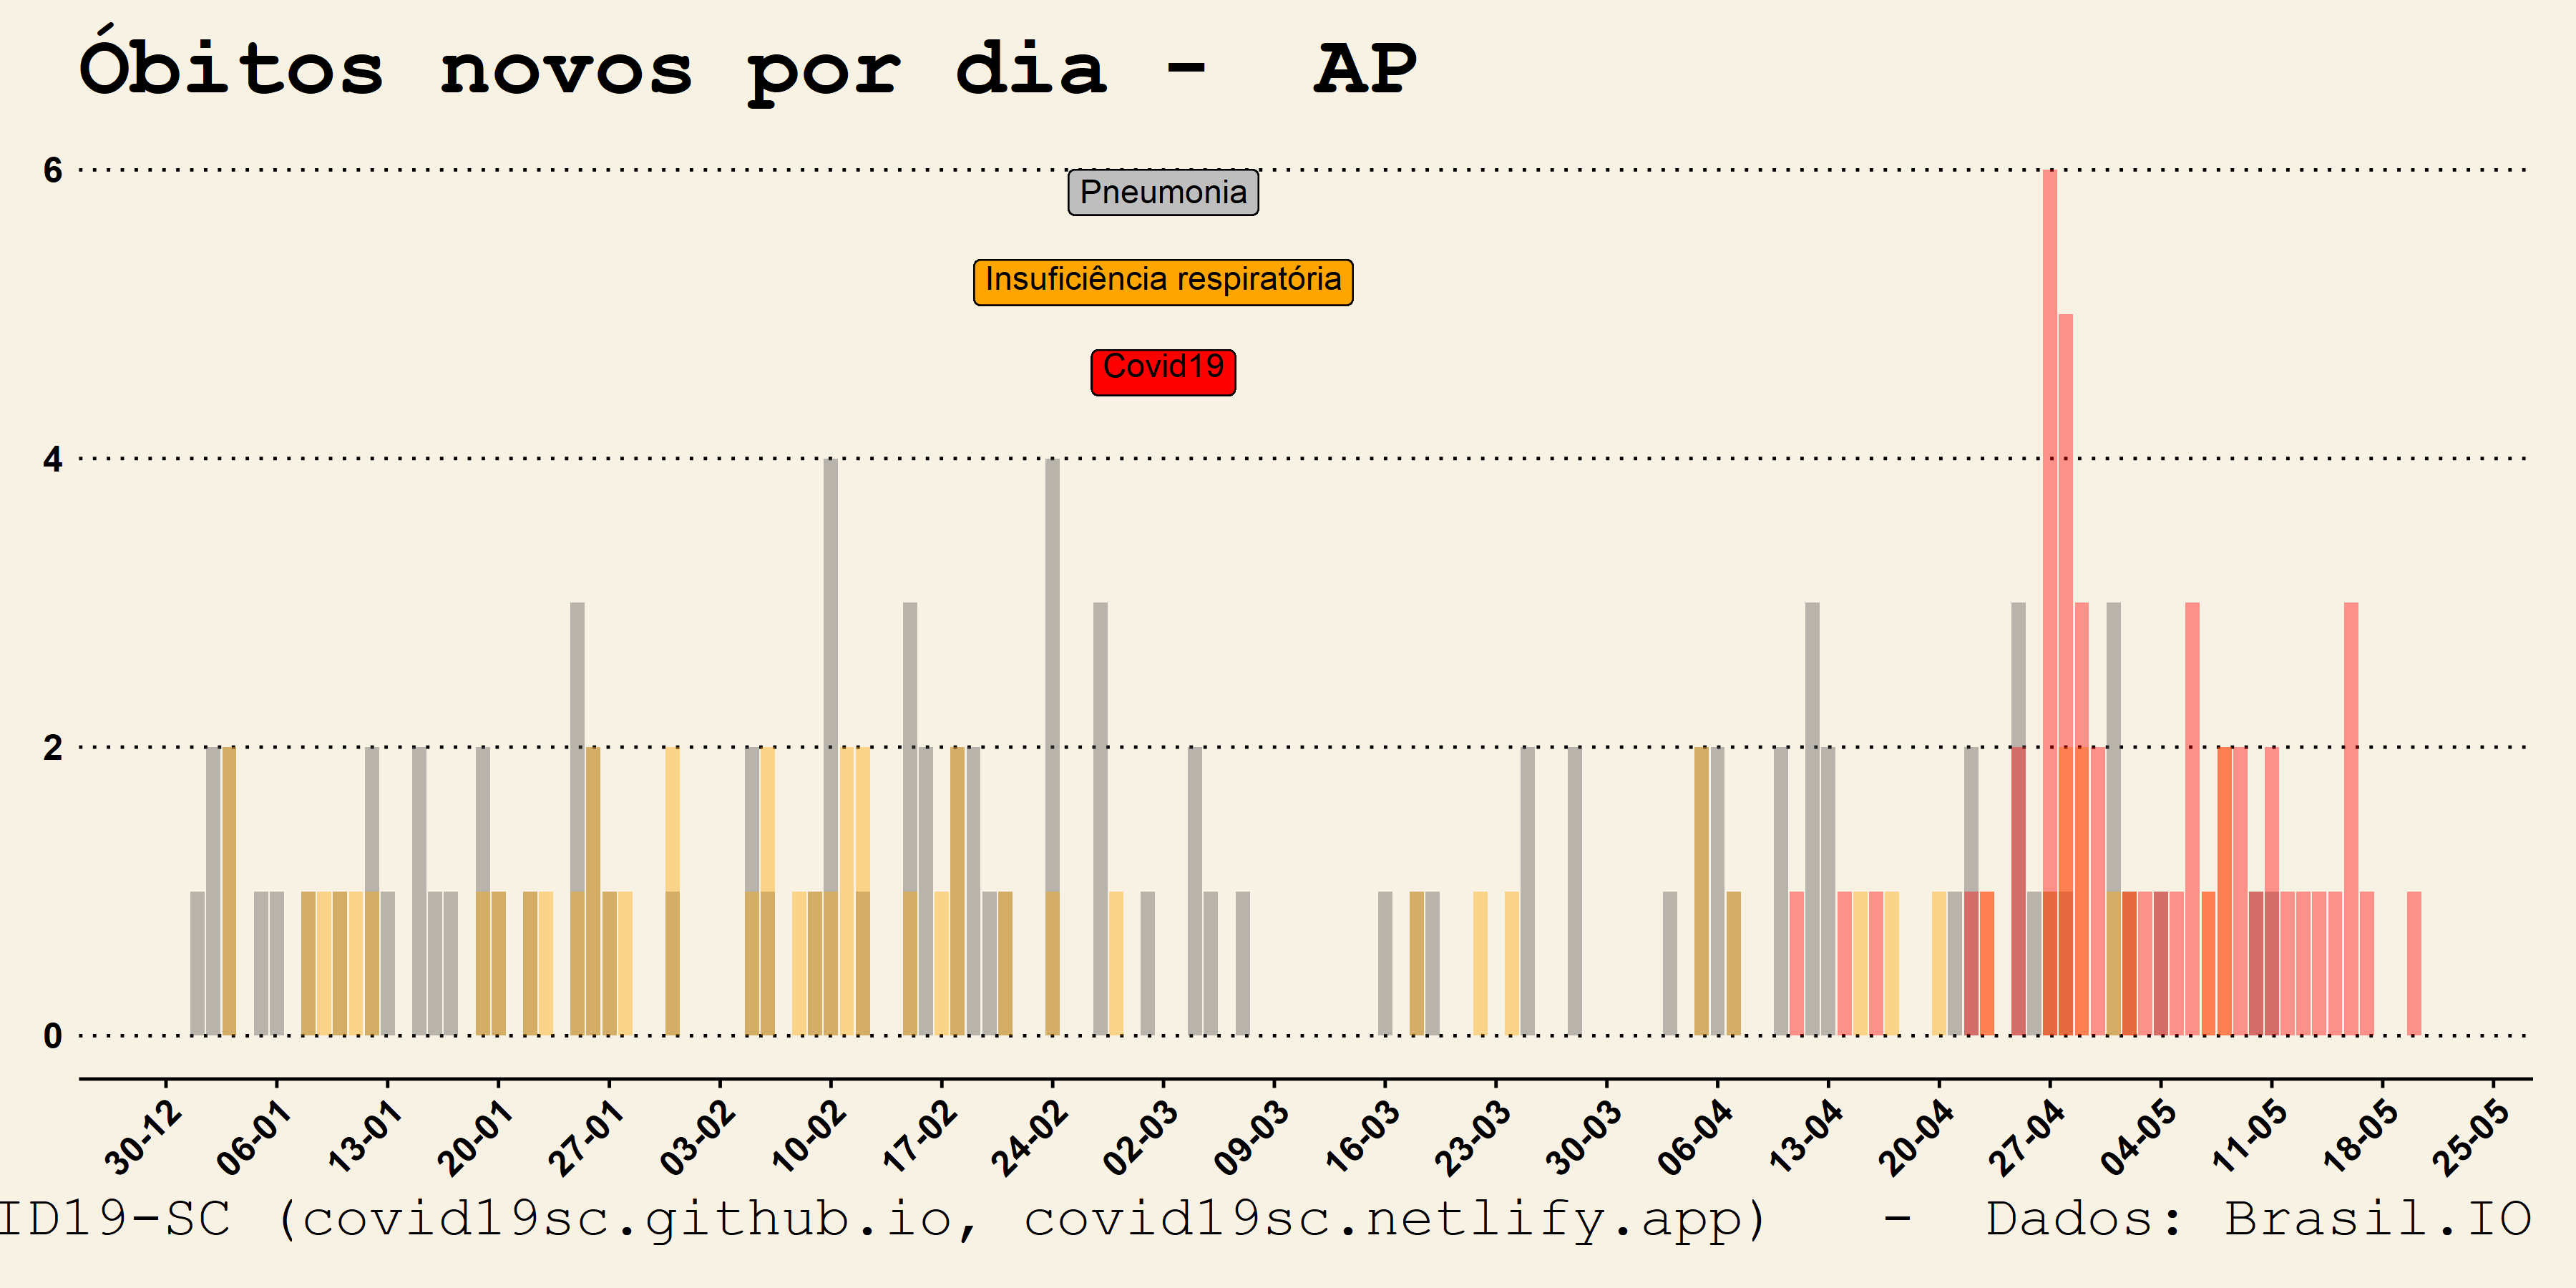 Óbitos novos por dia - AP
6
Pneumonia
Insuficiência respiratória
Covid19
4
2
0
30-12 06-01 13-01 20-01 27-01 03-02 10-02 17-02 24-02 02-03 09-03 16-03 23-03 30-03 06-04 13-04 20-04 27-04 04-05 11-05 18-05 25-05
ID19-SC (covid19sc.github.io, covid19sc.netlify.app) - Dados: Brasil.IO